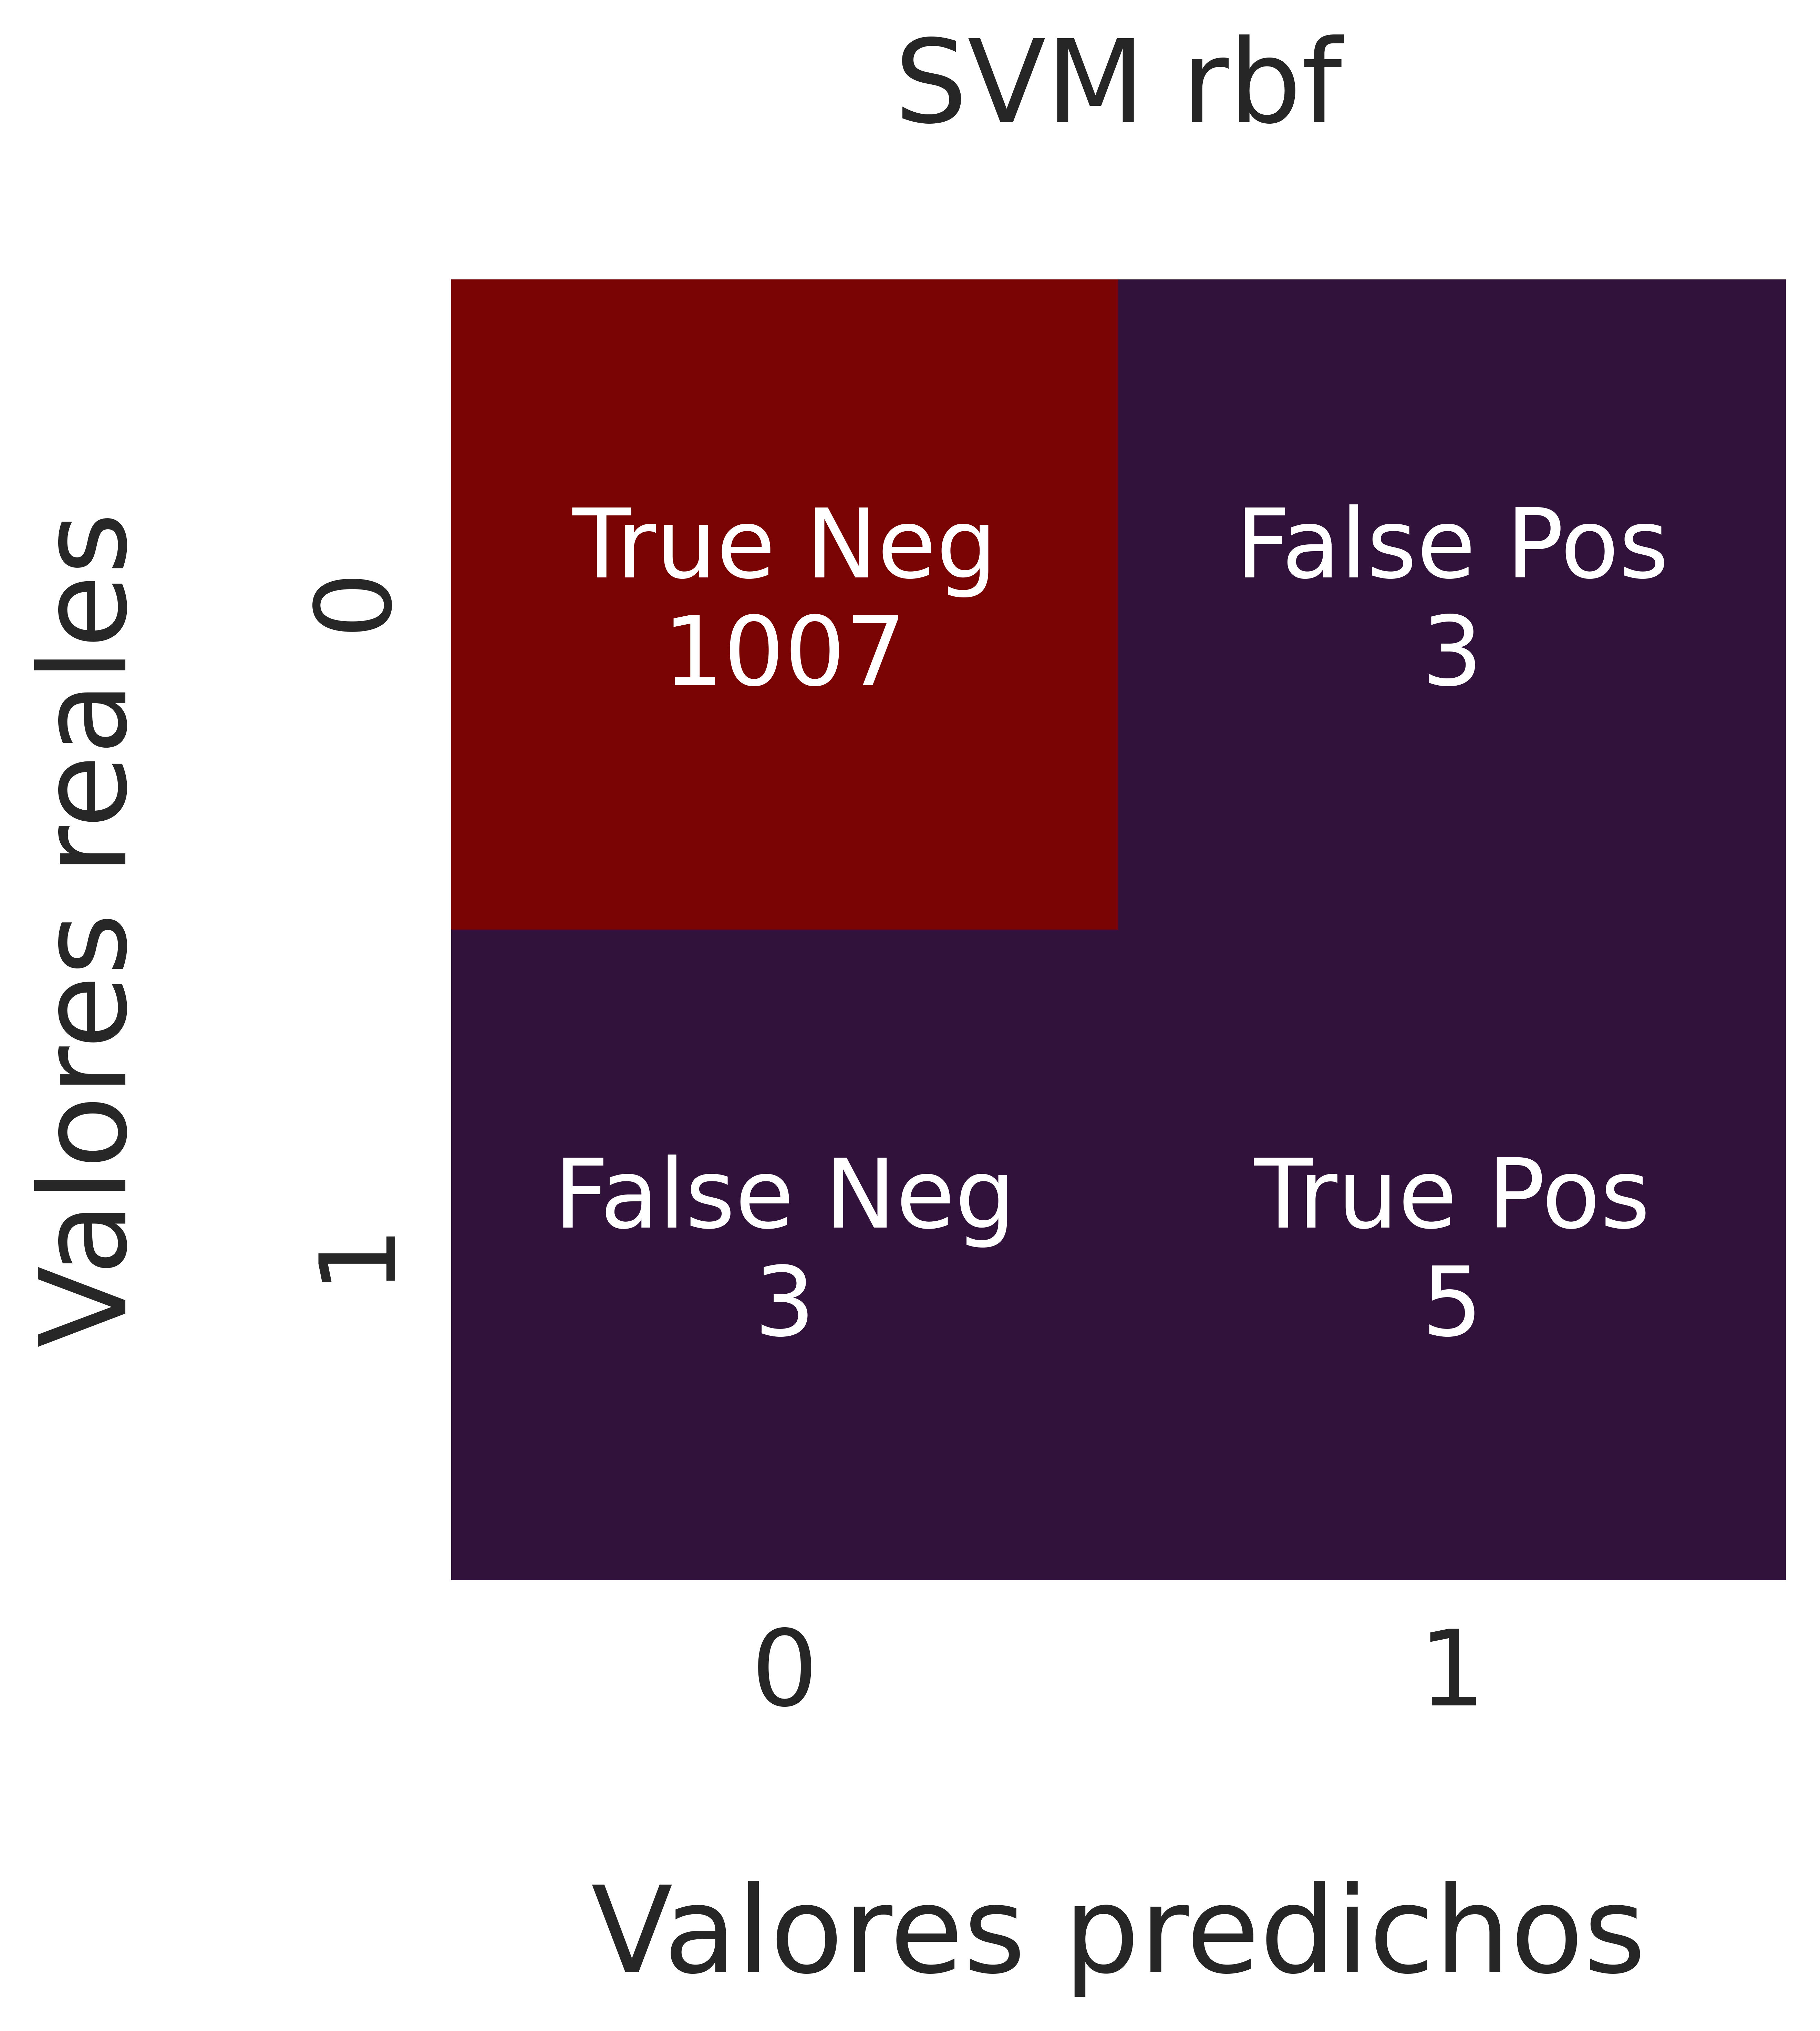 SVM rbf
Valores reales
0
True Neg
1007
False Pos
3
1
False Neg
3
True Pos
5
0
1
Valores predichos